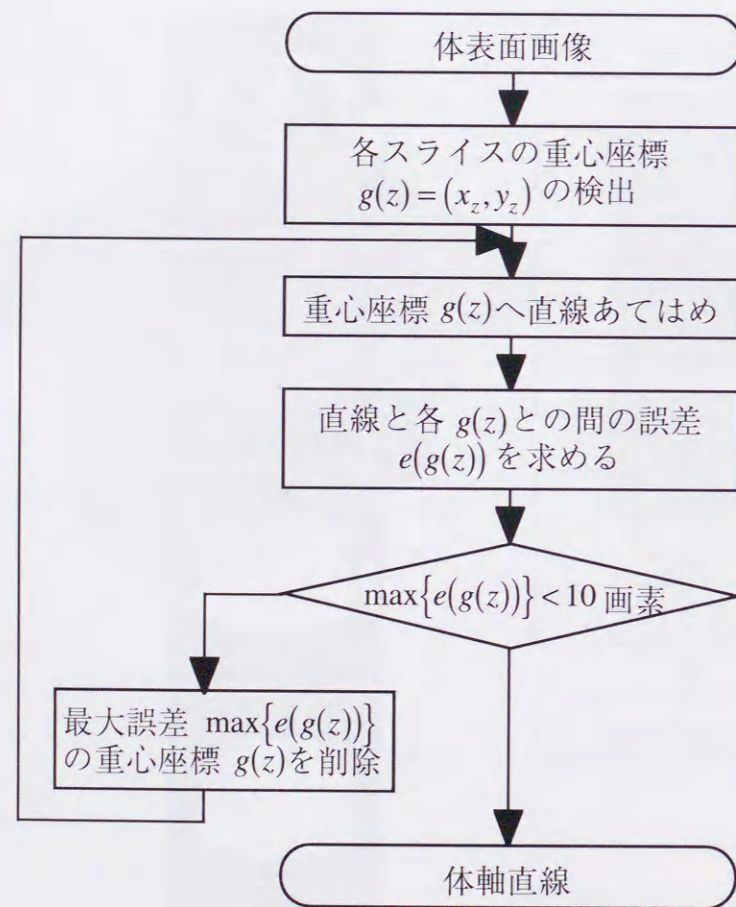 体表面画像
各スライスの重心座標
g(z)=(x_z,y_z) の検出
重心座標 g(z)へ直線あてはめ
直線と各 g(z)との間の誤差
e(g(z)) を求める
max{e(g(z))}<10 画素
最大誤差 max{e(g(z))}
の重心座標 g(z)を削除
体軸直線